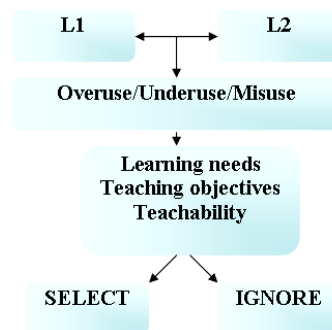 L1 L2
Overuse/Underuse/Misuse
Learning needs
Teaching objectives
Teachability
SELECT IGNORE